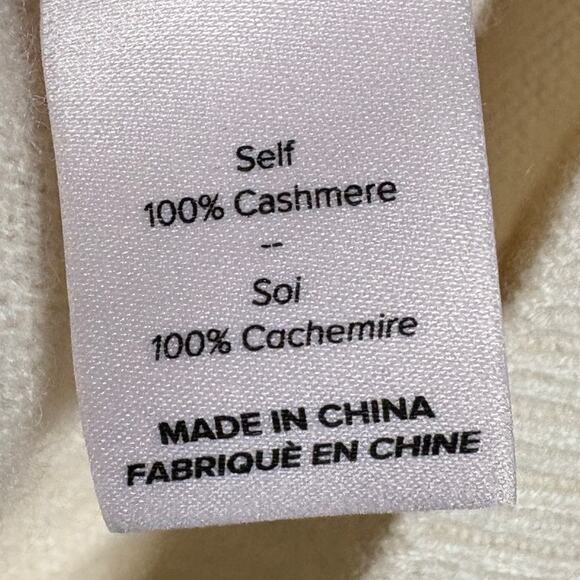 Self
100% Cashmere
--
Soi
100% Cachemire
MADE IN CHINA
FABRIQUÈ EN CHINE